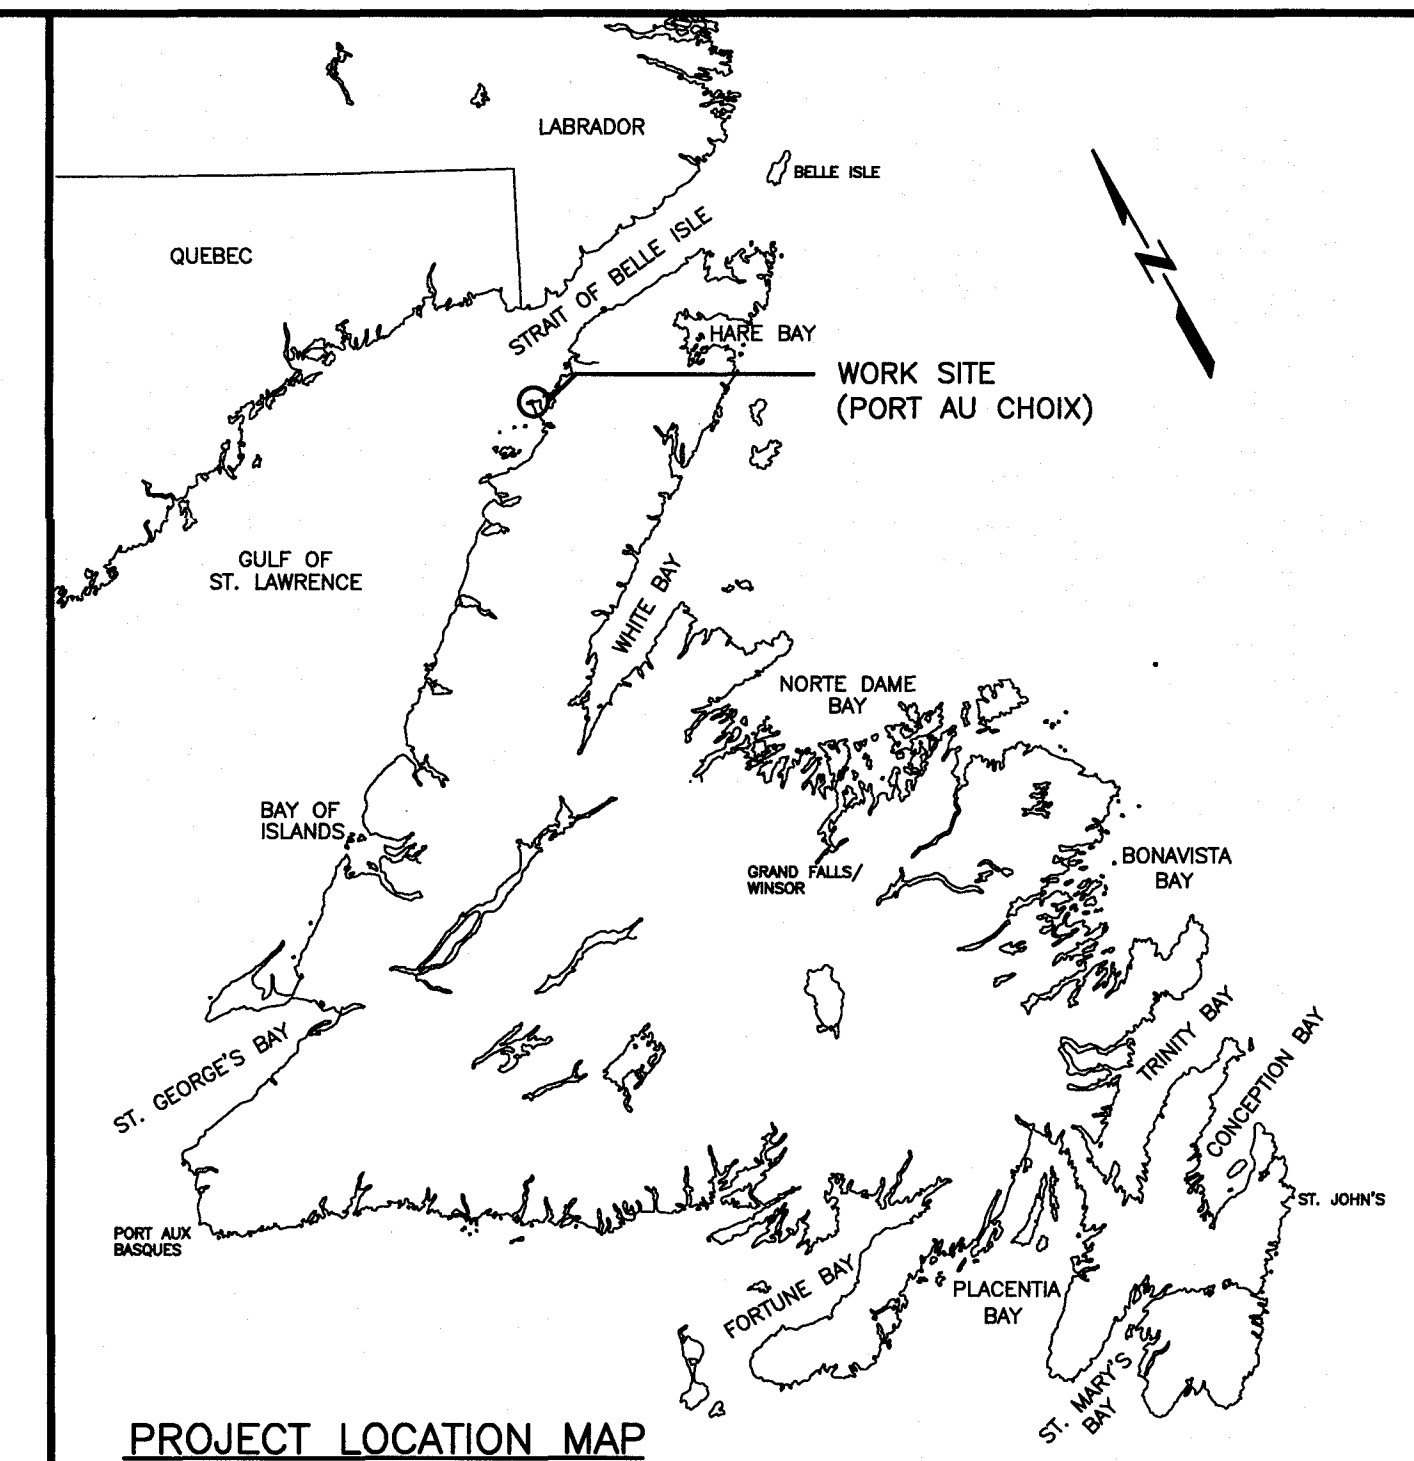 LABRADOR
BELLE ISLE
QUEBEC
STRAIT OF BELLE ISLE
N
HARE BAY
WORK SITE
(PORT AU CHOIX)
GULF OF
ST. LAWRENCE
WHITE BAY
NORTE DAME
BAY
BAY OF
ISLANDS
GRAND FALLS/
WINSOR
BONAVISTA
BAY
TRINITY BAY
CONCEPTION BAY
ST. GEORGE'S BAY
ST. JOHN'S
PORT AUX
BASQUES
FORTUNE BAY
PLACENTIA
BAY
ST. MARY'S
BAY
PROJECT LOCATION MAP